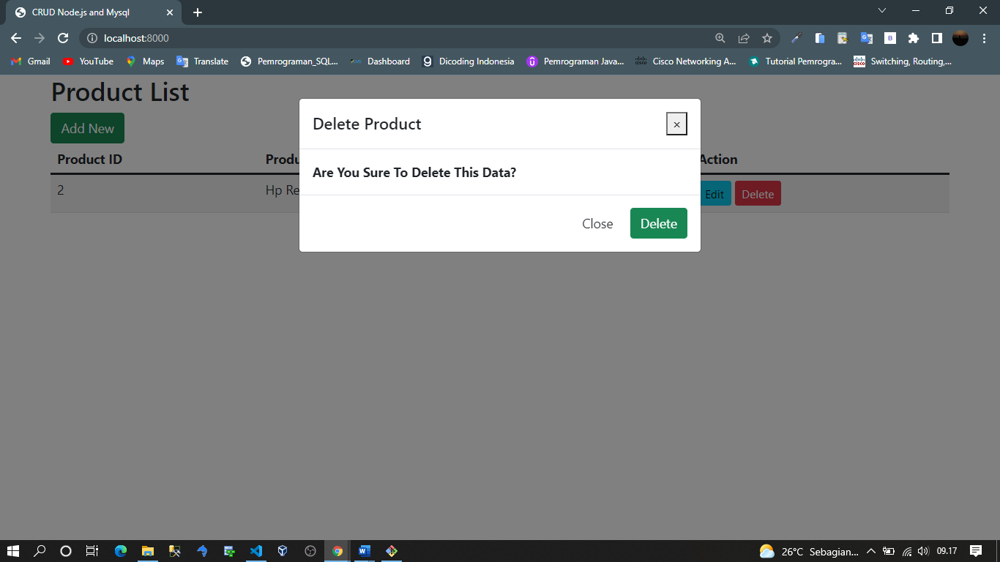 CRUD Node.js and Mysql
localhost:8000
Gmail YouTube Maps Translate Pemrograman_SQL... Dashboard Dicoding Indonesia Pemrograman Java... Cisco Networking A... Tutorial Pemrogra... Switching, Routing,...
Product List
Add New
Product ID Produ Action
2 Hp Re Edit Delete
Delete Product
×
Are You Sure To Delete This Data?
Close Delete
26°C Sebagian... 09.17